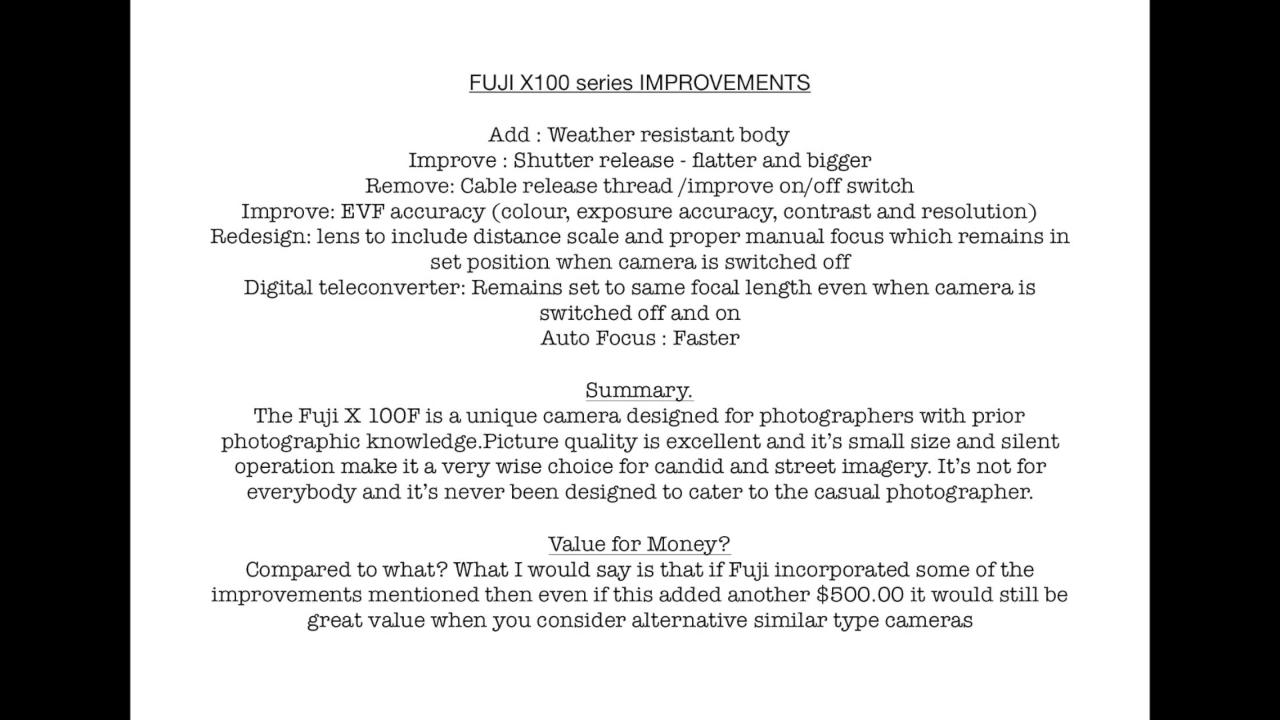 FUJI X100 series IMPROVEMENTS
Add : Weather resistant body
Improve : Shutter release - flatter and bigger
Remove: Cable release thread /improve on/off switch
Improve: EVF accuracy (colour, exposure accuracy, contrast and resolution)
Redesign: lens to include distance scale and proper manual focus which remains in
set position when camera is switched off
Digital teleconverter: Remains set to same focal length even when camera is
switched off and on
Auto Focus : Faster
Summary.
The Fuji X 100F is a unique camera designed for photographers with prior
photographic knowledge.Picture quality is excellent and it’s small size and silent
operation make it a very wise choice for candid and street imagery. It’s not for
everybody and it’s never been designed to cater to the casual photographer.
Value for Money?
Compared to what? What I would say is that if Fuji incorporated some of the
improvements mentioned then even if this added another $500.00 it would still be
great value when you consider alternative similar type cameras